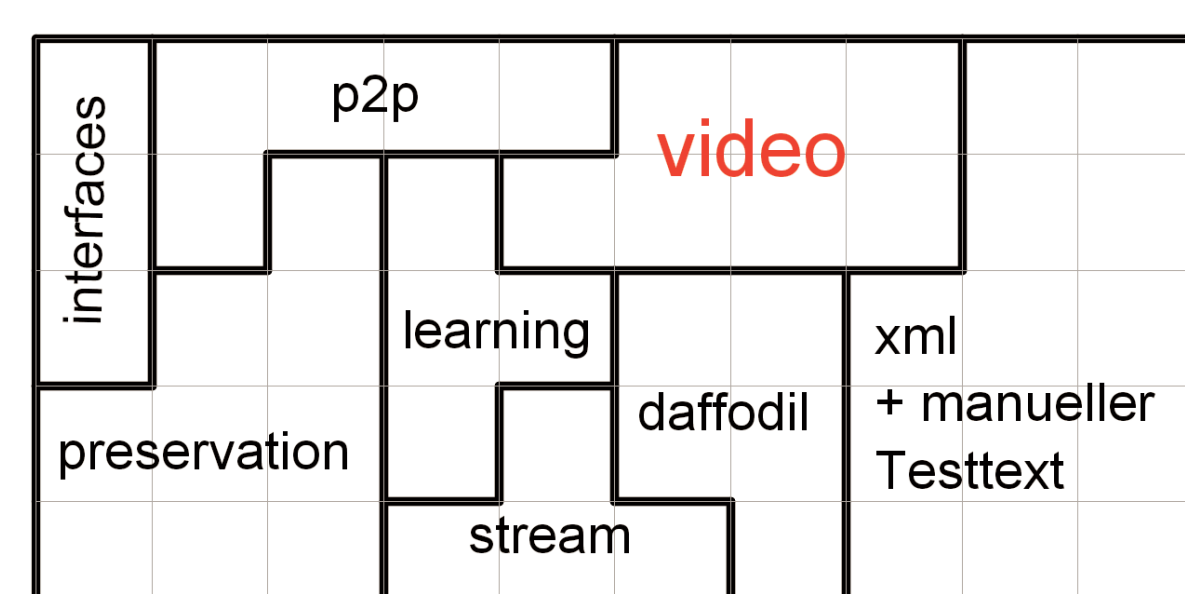 p2p
video
interfaces
learning
xml
+ manueller
Testtext
daffodil
preservation
stream